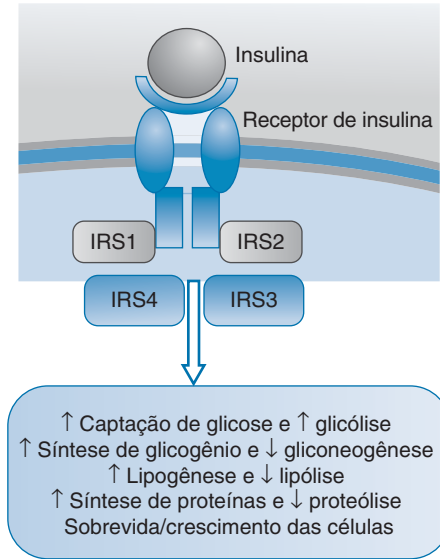 Insulina
Receptor de insulina
IRS1
IRS2
IRS4
IRS3
↑ Captação de glicose e ↑ glicólise
↑ Síntese de glicogênio e ↓ gliconeogênese
↑ Lipogênese e ↓ lipólise
↑ Síntese de proteínas e ↓ proteólise
Sobrevida/crescimento das células